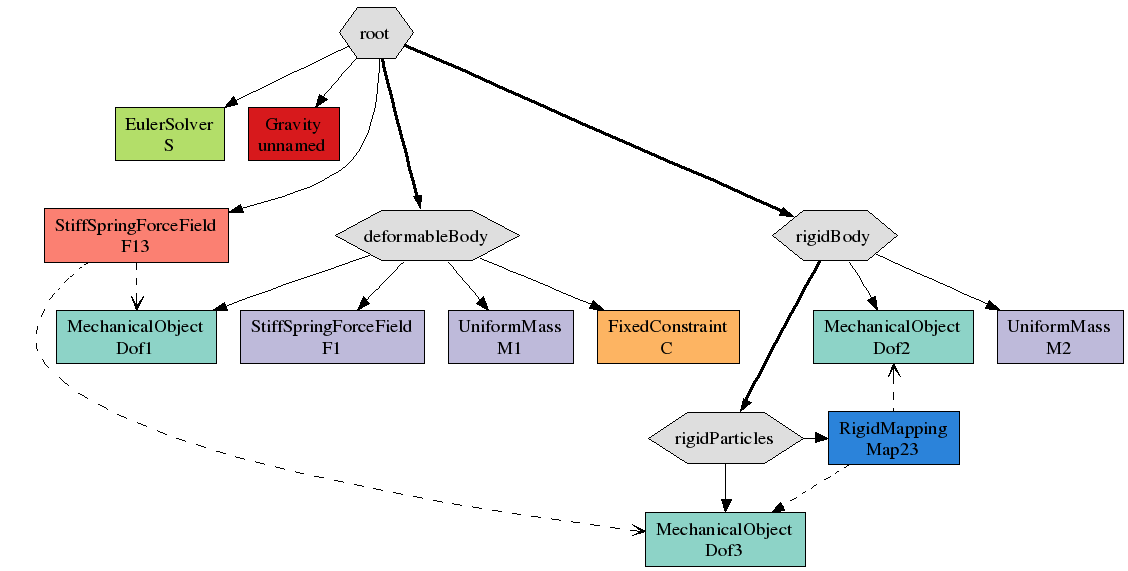 root
EulerSolver
S
Gravity
unnamed
StiffSpringForceField
F13
deformableBody
rigidBody
MechanicalObject
Dof1
StiffSpringForceField
F1
UniformMass
M1
FixedConstraint
C
MechanicalObject
Dof2
UniformMass
M2
rigidParticles
RigidMapping
Map23
MechanicalObject
Dof3